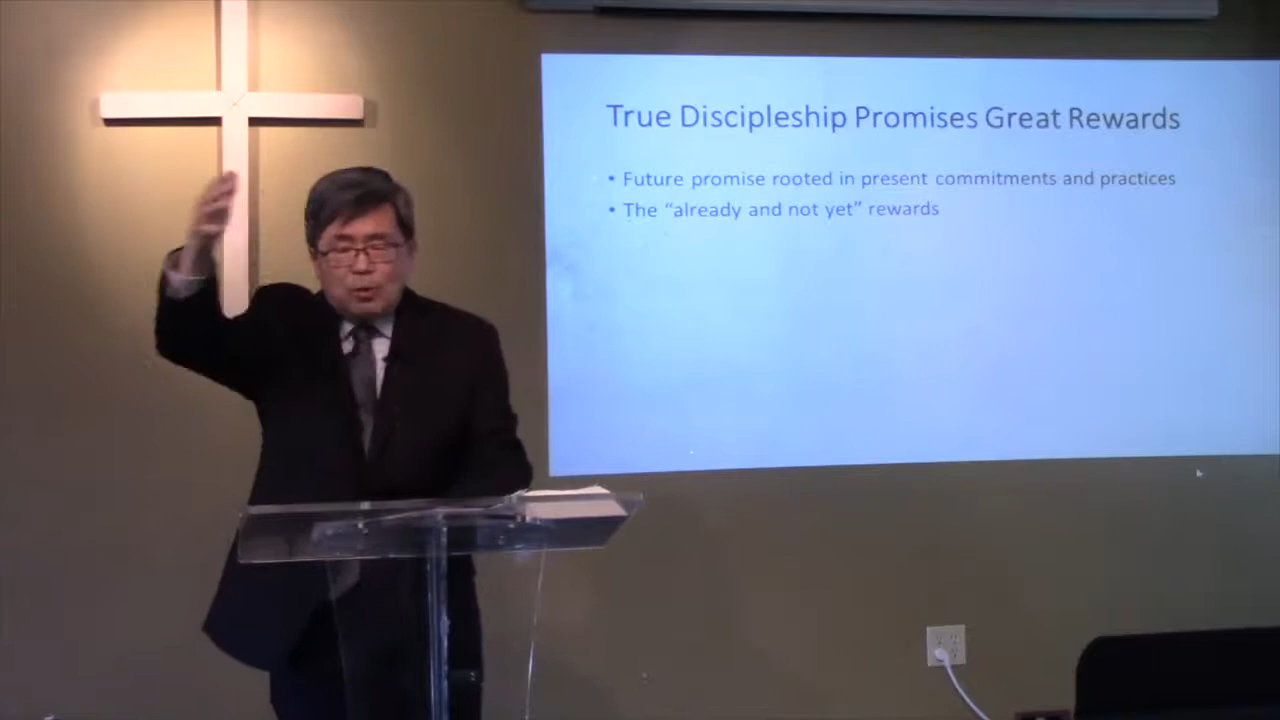 True Discipleship Promises Great Rewards
• Future promise rooted in present commitments and practices
• The “already and not yet” rewards